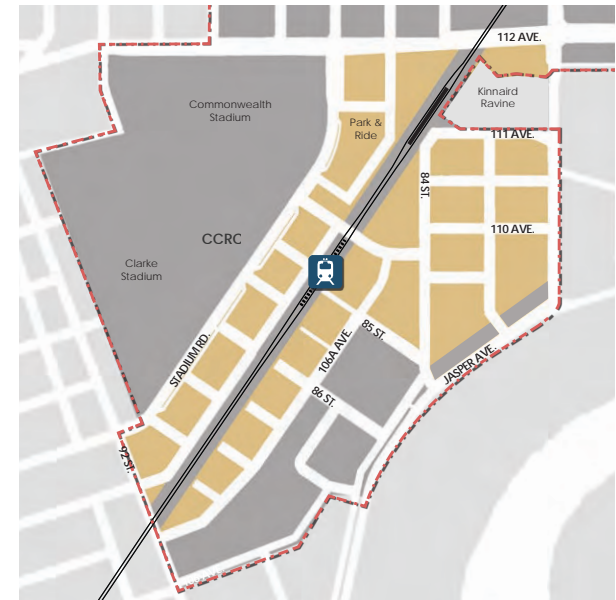 112 AVE.
Kinnaird
Ravine
Commonwealth
Stadium
Park &
Ride
111 AVE.
84 ST.
110 AVE.
CCRC
Clarke
Stadium
85 ST.
106A AVE.
STADIUM RD.
JASPER AVE.
86 ST.
92 ST.